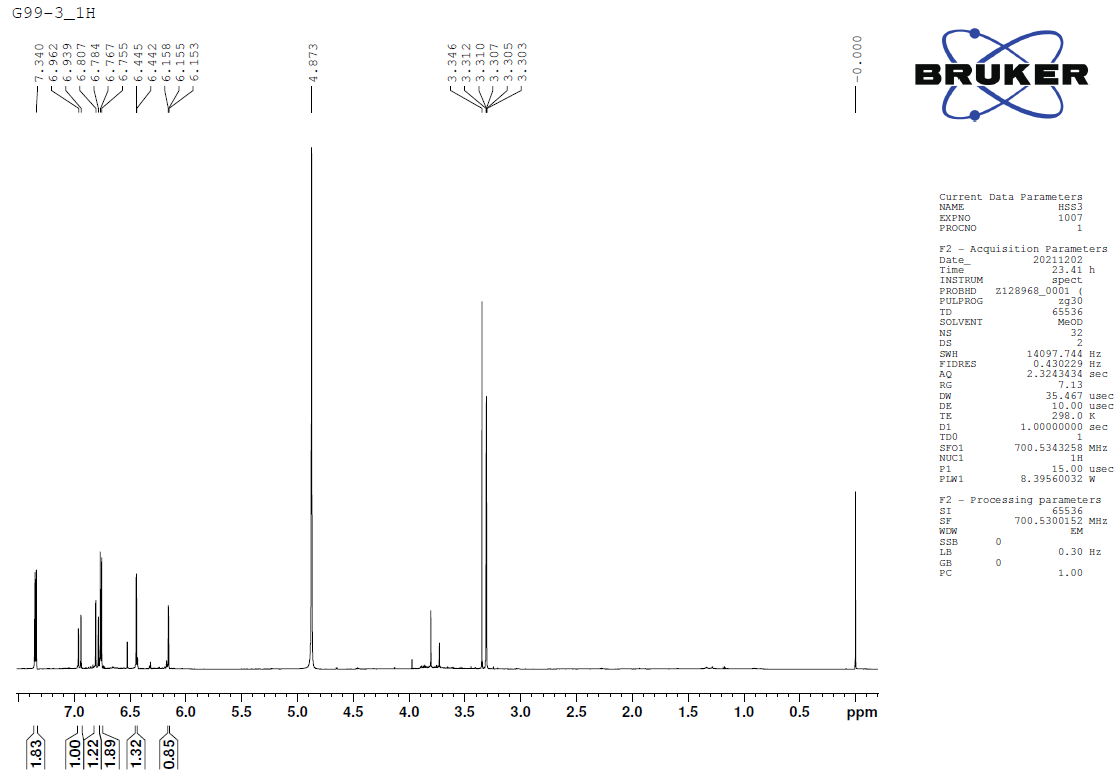 G99-3_1H
7.340
6.962
6.939
6.807
6.784
6.767
6.755
6.445
6.442
6.158
6.155
6.153
4.873
3.346
3.312
3.310
3.307
3.305
3.303
-0.000
BRUKER
Current Data Parameters
NAME HSS3
EXPNO 1007
PROCNO 1
F2 - Acquisition Parameters
Date_ 20211202
Time 23.41 h
INSTRUM spect
PROBHD Z128968_0001 (
PULPROG zg30
TD 65536
SOLVENT MeOD
NS 32
DS 2
SWH 14097.744 Hz
FIDRES 0.430229 Hz
AQ 2.3243434 sec
RG 7.13
DW 35.467 usec
DE 10.00 usec
TE 298.0 K
D1 1.00000000 sec
TD0 1
SFO1 700.5343258 MHz
NUC1 1H
P1 15.00 usec
PLW1 8.39560032 W
F2 - Processing parameters
SI 65536
SF 700.5300152 MHz
WDW EM
SSB 0
LB 0.30 Hz
GB 0
PC 1.00
7.0 6.5 6.0 5.5 5.0 4.5 4.0 3.5 3.0 2.5 2.0 1.5 1.0 0.5 ppm
1.83
1.00
1.22
1.89
1.32
0.85